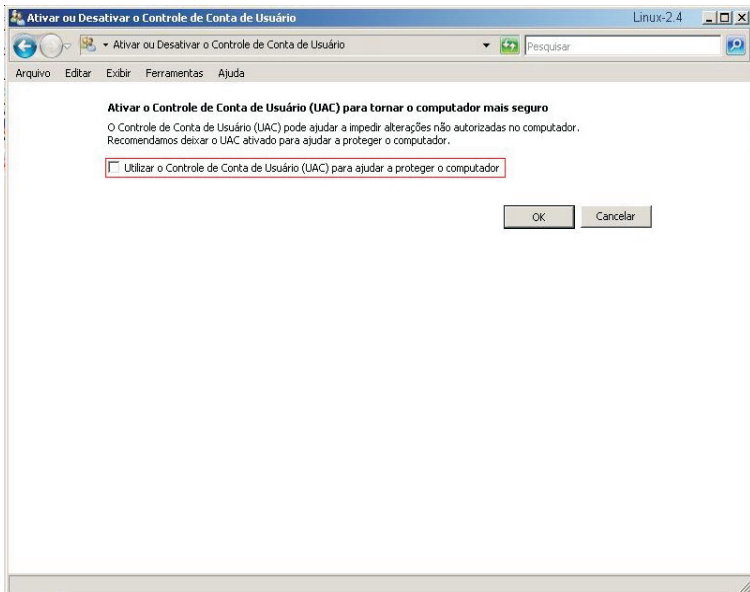 Ativar ou Desativar o Controle de Conta de Usuário
Linux-2.4
Ativar ou Desativar o Controle de Conta de Usuário
Pesquisar
Arquivo Editar Exibir Ferramentas Ajuda
Ativar o Controle de Conta de Usuário (UAC) para tornar o computador mais seguro
O Controle de Conta de Usuário (UAC) pode ajudar a impedir alterações não autorizadas no computador.
Recomendamos deixar o UAC ativado para ajudar a proteger o computador.
Utilizar o Controle de Conta de Usuário (UAC) para ajudar a proteger o computador
OK Cancelar